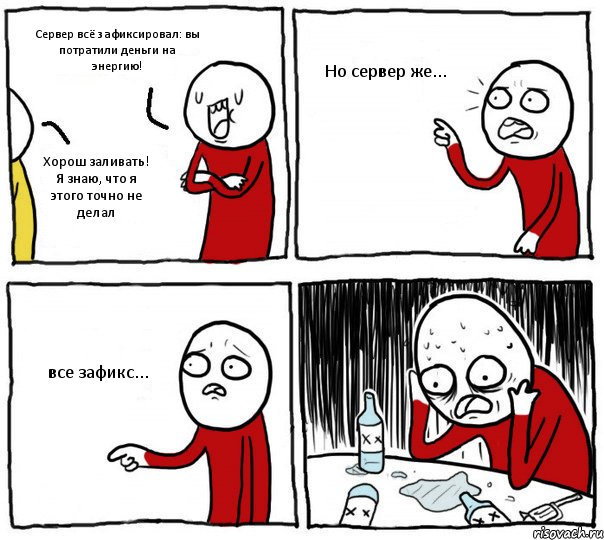 Сервер всё зафиксировал: вы
потратили деньги на
энергию!
Хорош заливать!
Я знаю, что я
этого точно не
делал
Но сервер же...
все зафикс...
x x
x x
x x
risovach.ru